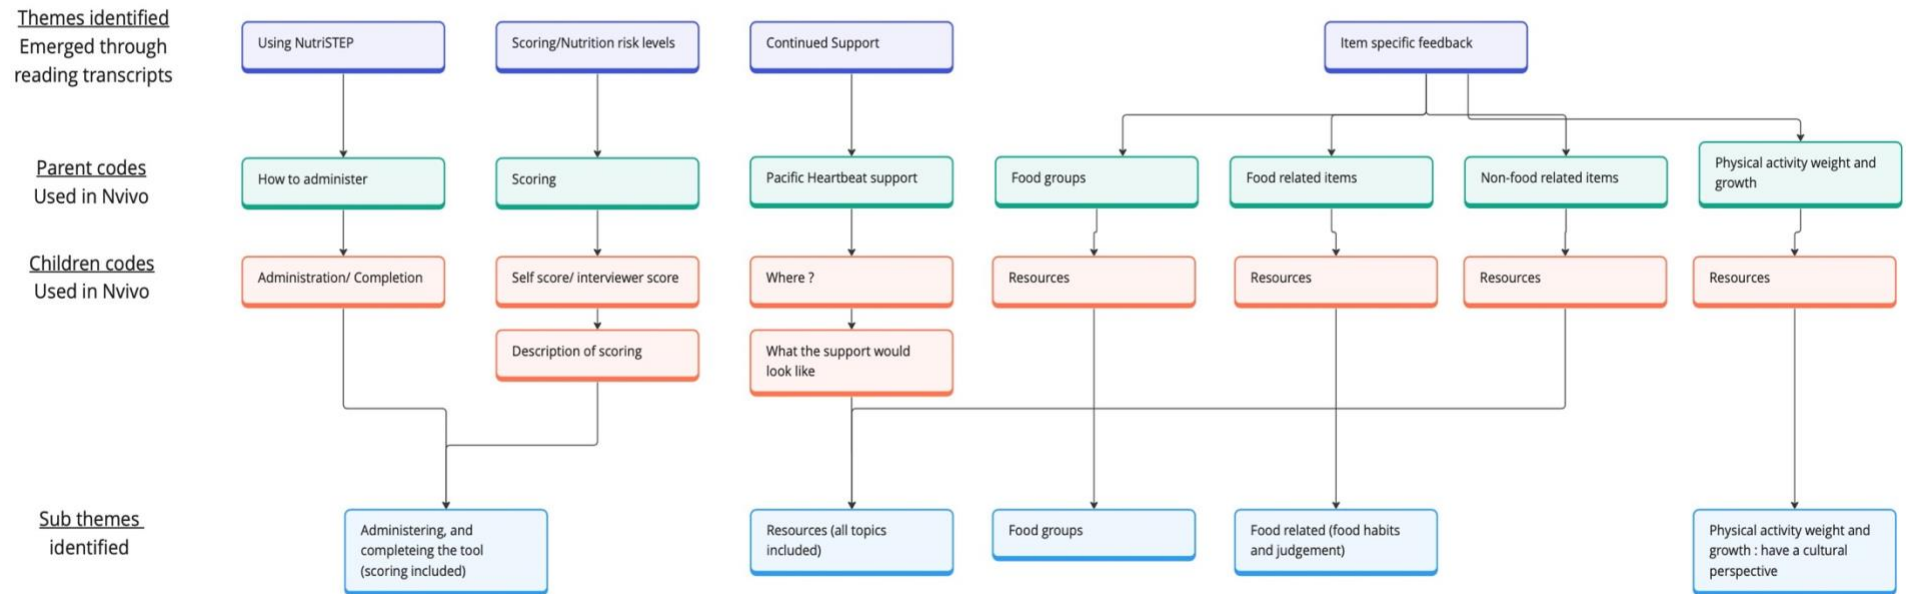 Themes identified
Emerged through
reading transcripts
Using NutriSTEP
Scoring/Nutrition risk levels
Continued Support
Item specific feedback
Parent codes
Used in Nvivo
How to administer
Scoring
Pacific Heartbeat support
Food groups
Food related items
Non-food related items
Physical activity weight and
growth
Children codes
Used in Nvivo
Administration/ Completion
Self score/ interviewer score
Where ?
Resources
Resources
Resources
Resources
Description of scoring
What the support would
look like
Sub themes
identified
Administering, and
completeing the tool
(scoring included)
Resources (all topics
included)
Food groups
Food related (food habits
and judgement)
Physical activity weight and
growth : have a cultural
perspective